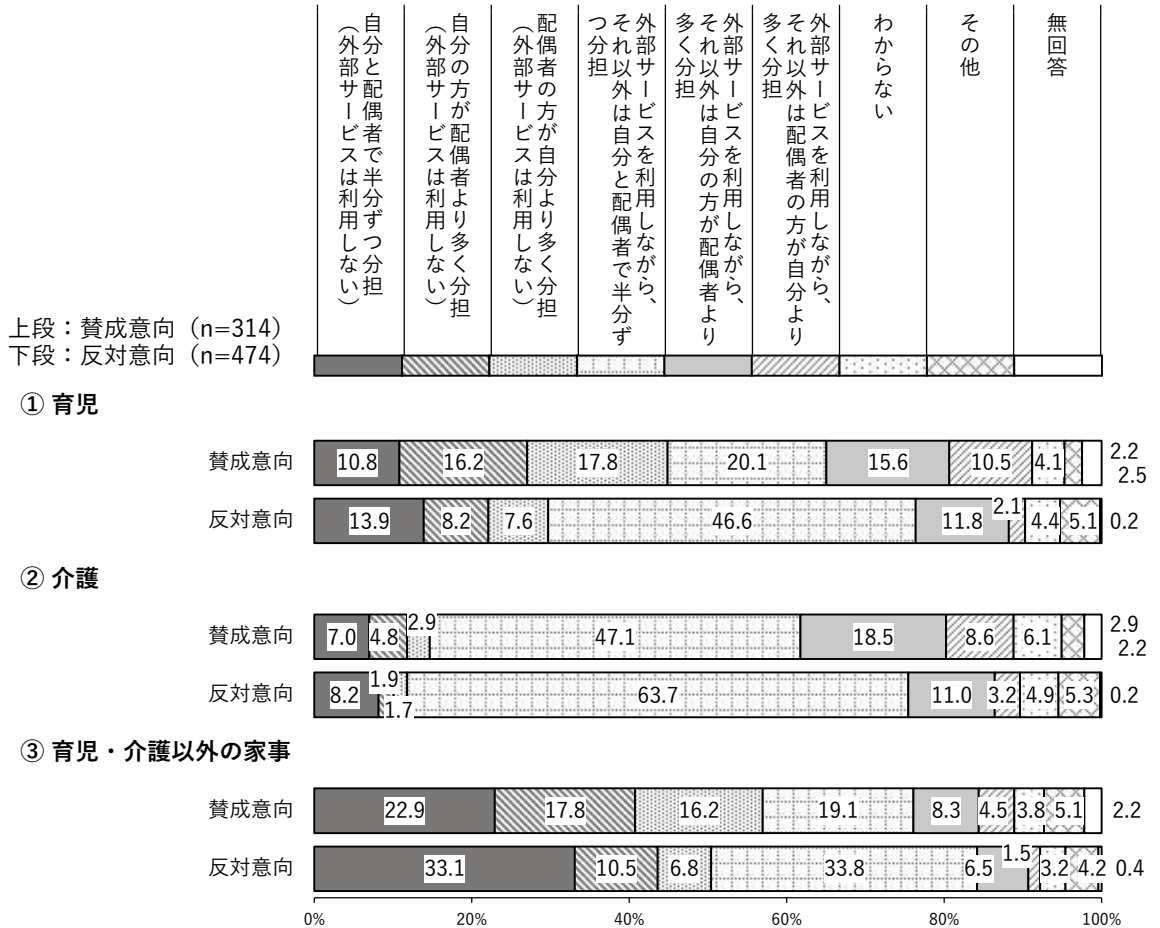 自分と配偶者で半分ずつ分担
（外部サービスは利用しない）
自分の方が配偶者より多く分担
（外部サービスは利用しない）
配偶者の方が自分より多く分担
（外部サービスは利用しない）
外部サービスを利用しながら、
それ以外は自分と配偶者で半分ず
つ分担
外部サービスを利用しながら、
それ以外は自分の方が配偶者より
多く分担
外部サービスを利用しながら、
それ以外は配偶者の方が自分より
多く分担
わからない
その他
無回答
上段：賛成意向（n=314）
下段：反対意向（n=474）
① 育児
賛成意向 10.8 16.2 17.8 20.1 15.6 10.5 4.1 2.2
2.5
反対意向 13.9 8.2 7.6 46.6 11.8 2.1 4.4 5.1 0.2
② 介護
賛成意向 7.0 4.8 2.9 47.1 18.5 8.6 6.1 2.9
2.2
反対意向 8.2 1.9 1.7 63.7 11.0 3.2 4.9 5.3 0.2
③ 育児・介護以外の家事
賛成意向 22.9 17.8 16.2 19.1 8.3 4.5 3.8 5.1 2.2
反対意向 33.1 10.5 6.8 33.8 6.5 1.5 3.2 4.2 0.4
0% 20% 40% 60% 80% 100%